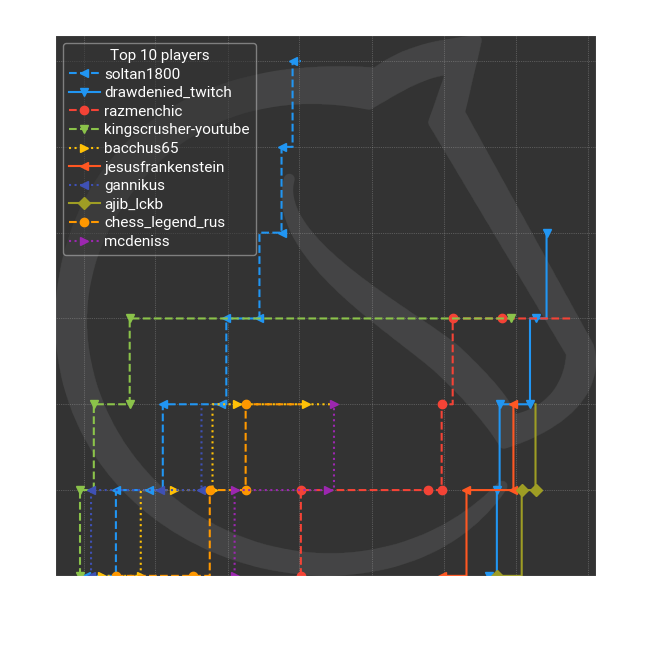 Top 10 players
soltan1800
drawdenied_twitch
razmenchic
kingscrusher-youtube
bacchus65
jesusfrankenstein
gannikus
ajib_lckb
chess_legend_rus
mcdeniss